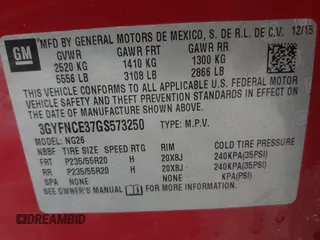 GM
MFD BY GENERAL MOTORS DE MEXICO, S. DE R.L. DE C.V. 12/15
GVWR GAWR FRT GAWR RR
2520 KG 1410 KG 1300 KG
5556 LB 3108 LB 2866 LB
THIS VEHICLE CONFORMS TO ALL APPLICABLE U.S.
FEDERAL MOTOR VEHICLE SAFETY, BUMPER, AND
THEFT PREVENTION STANDARDS IN EFFECT ON THE
DATE OF MANUFACTURE SHOWN ABOVE.
3GYFNCE37GS573250 TYPE: M.P.V.
MODEL: NG26
NBBF TIRE SIZE SPEED RTG RIM COLD TIRE PRESSURE
FRT P235/55R20 H 20X8J 240KPA(35PSI)
RR P235/55R20 H 20X8J 240KPA(35PSI)
NONE NONE KPA(PSI)
SEE OWNER'S MANUAL FOR MORE INFORMATION.
DREAMBID